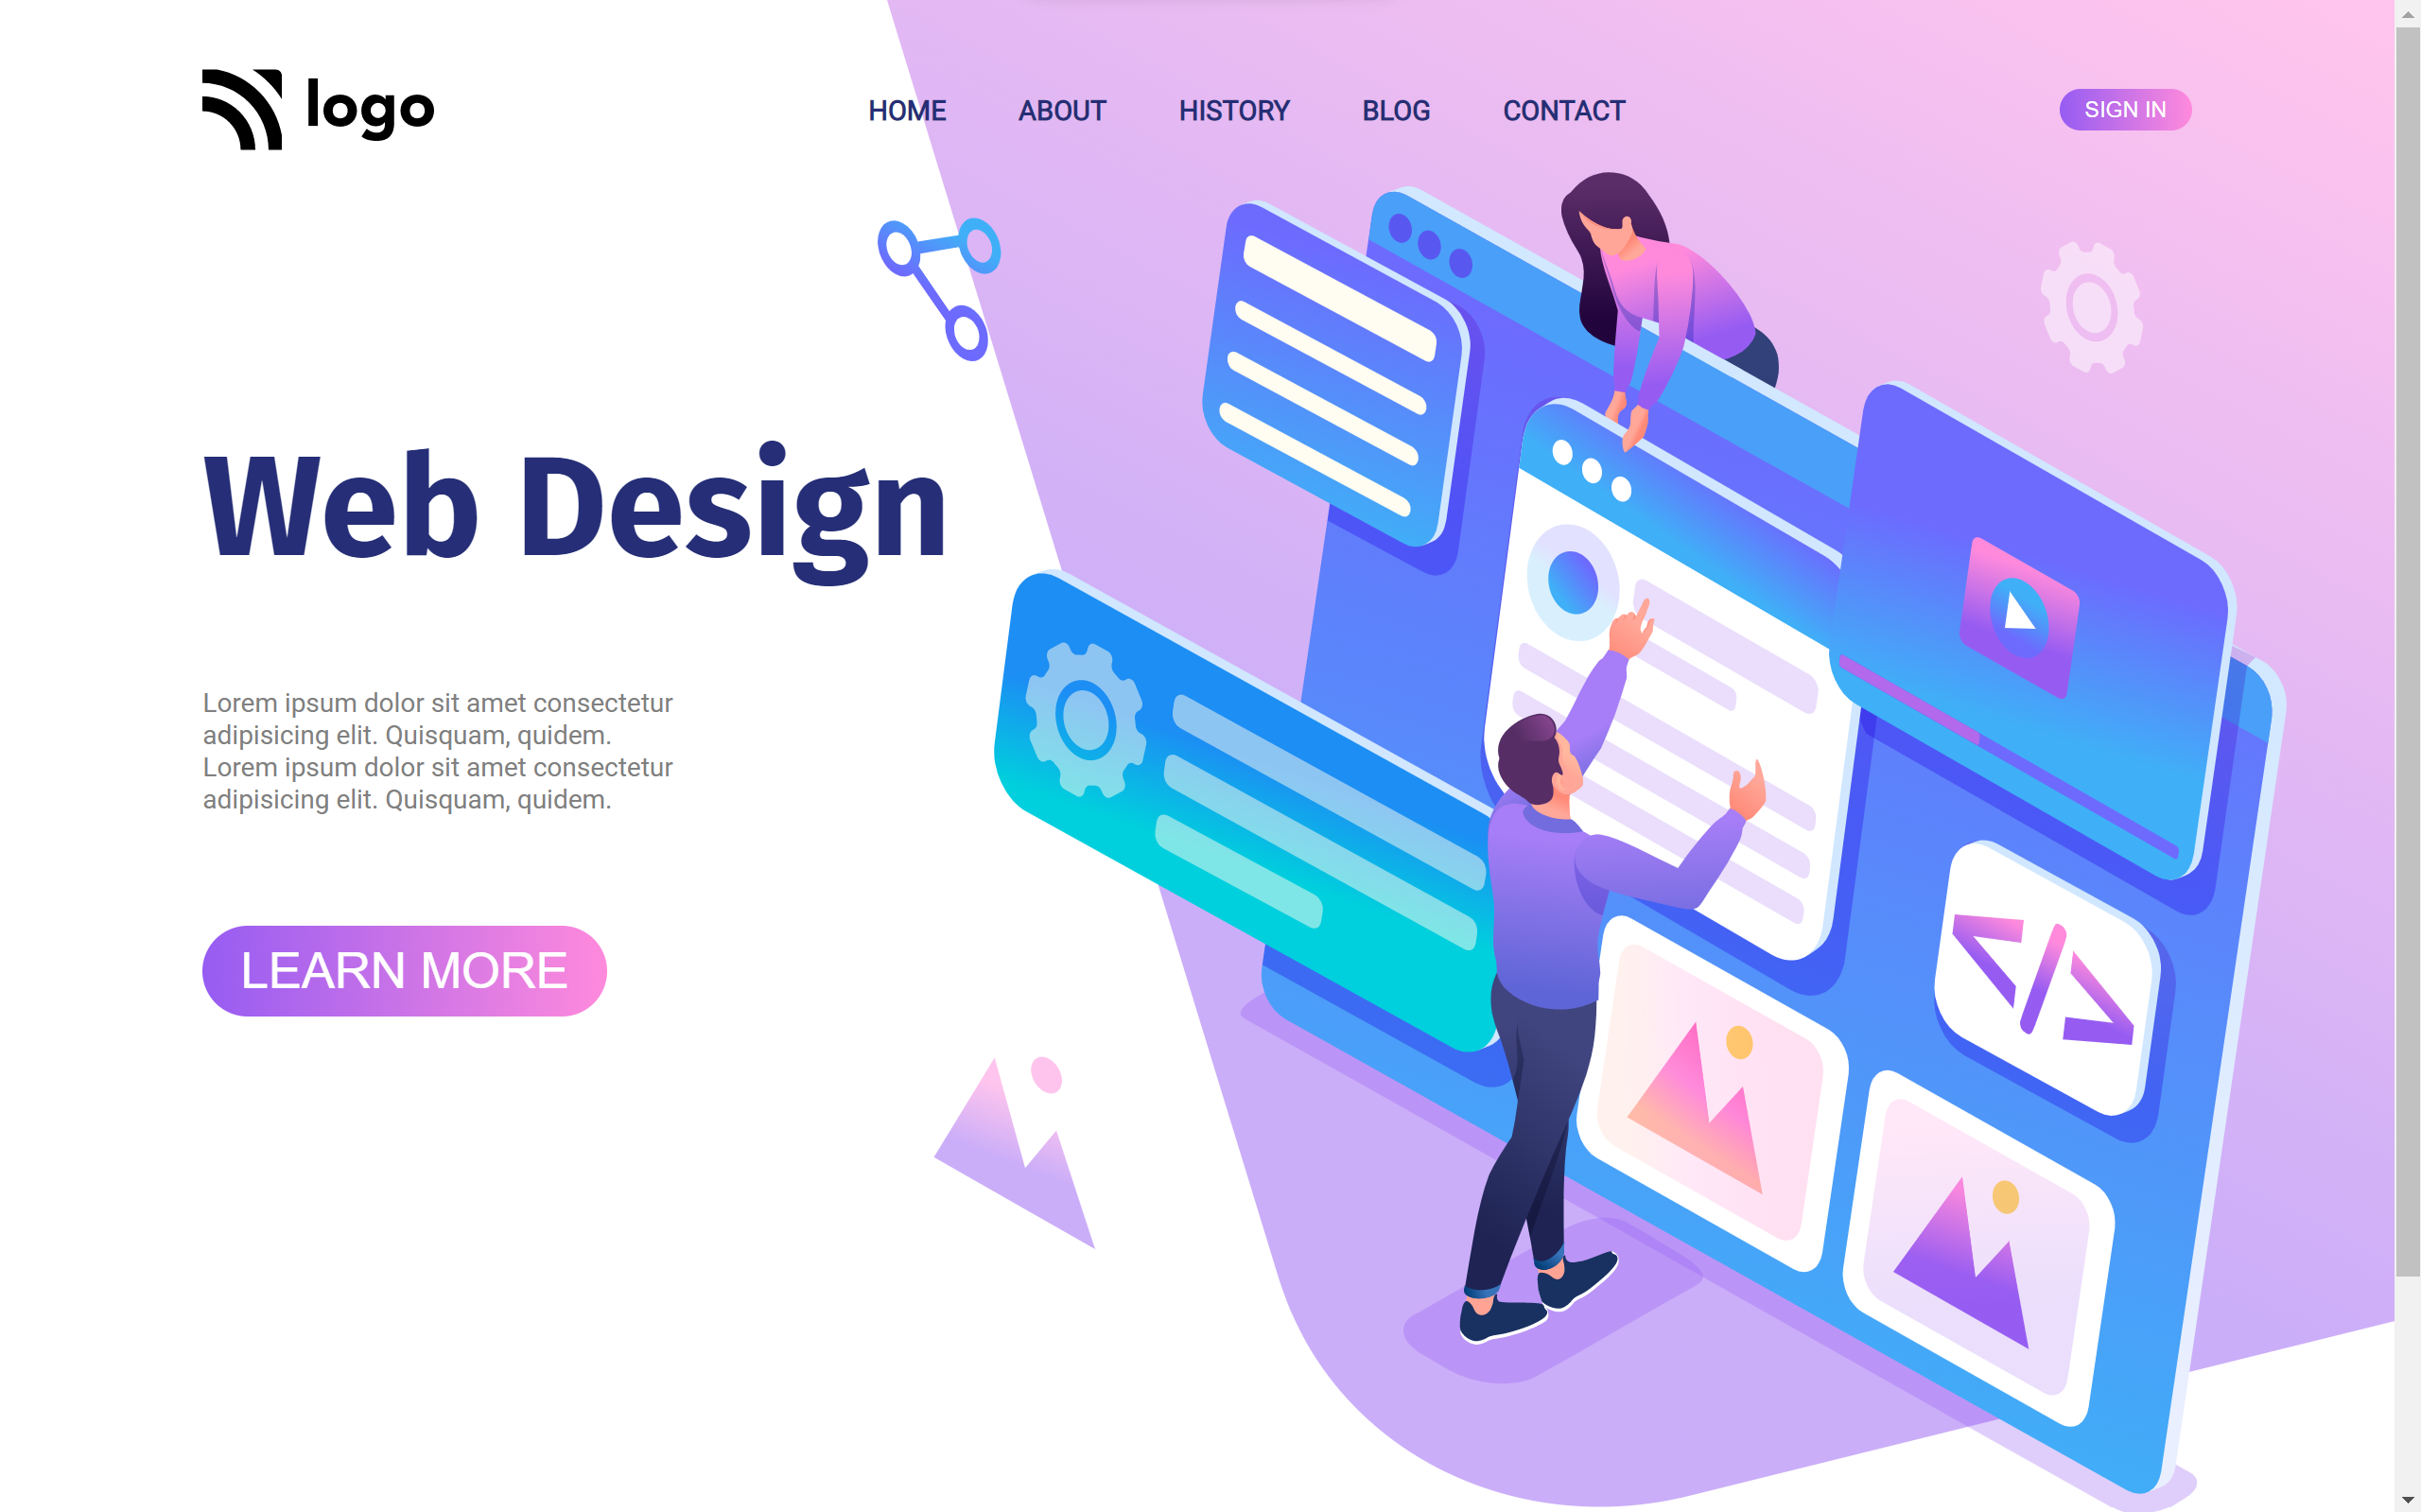 logo
HOME ABOUT HISTORY BLOG CONTACT
SIGN IN
Web Design
Lorem ipsum dolor sit amet consectetur
adipisicing elit. Quisquam, quidem.
Lorem ipsum dolor sit amet consectetur
adipisicing elit. Quisquam, quidem.
LEARN MORE